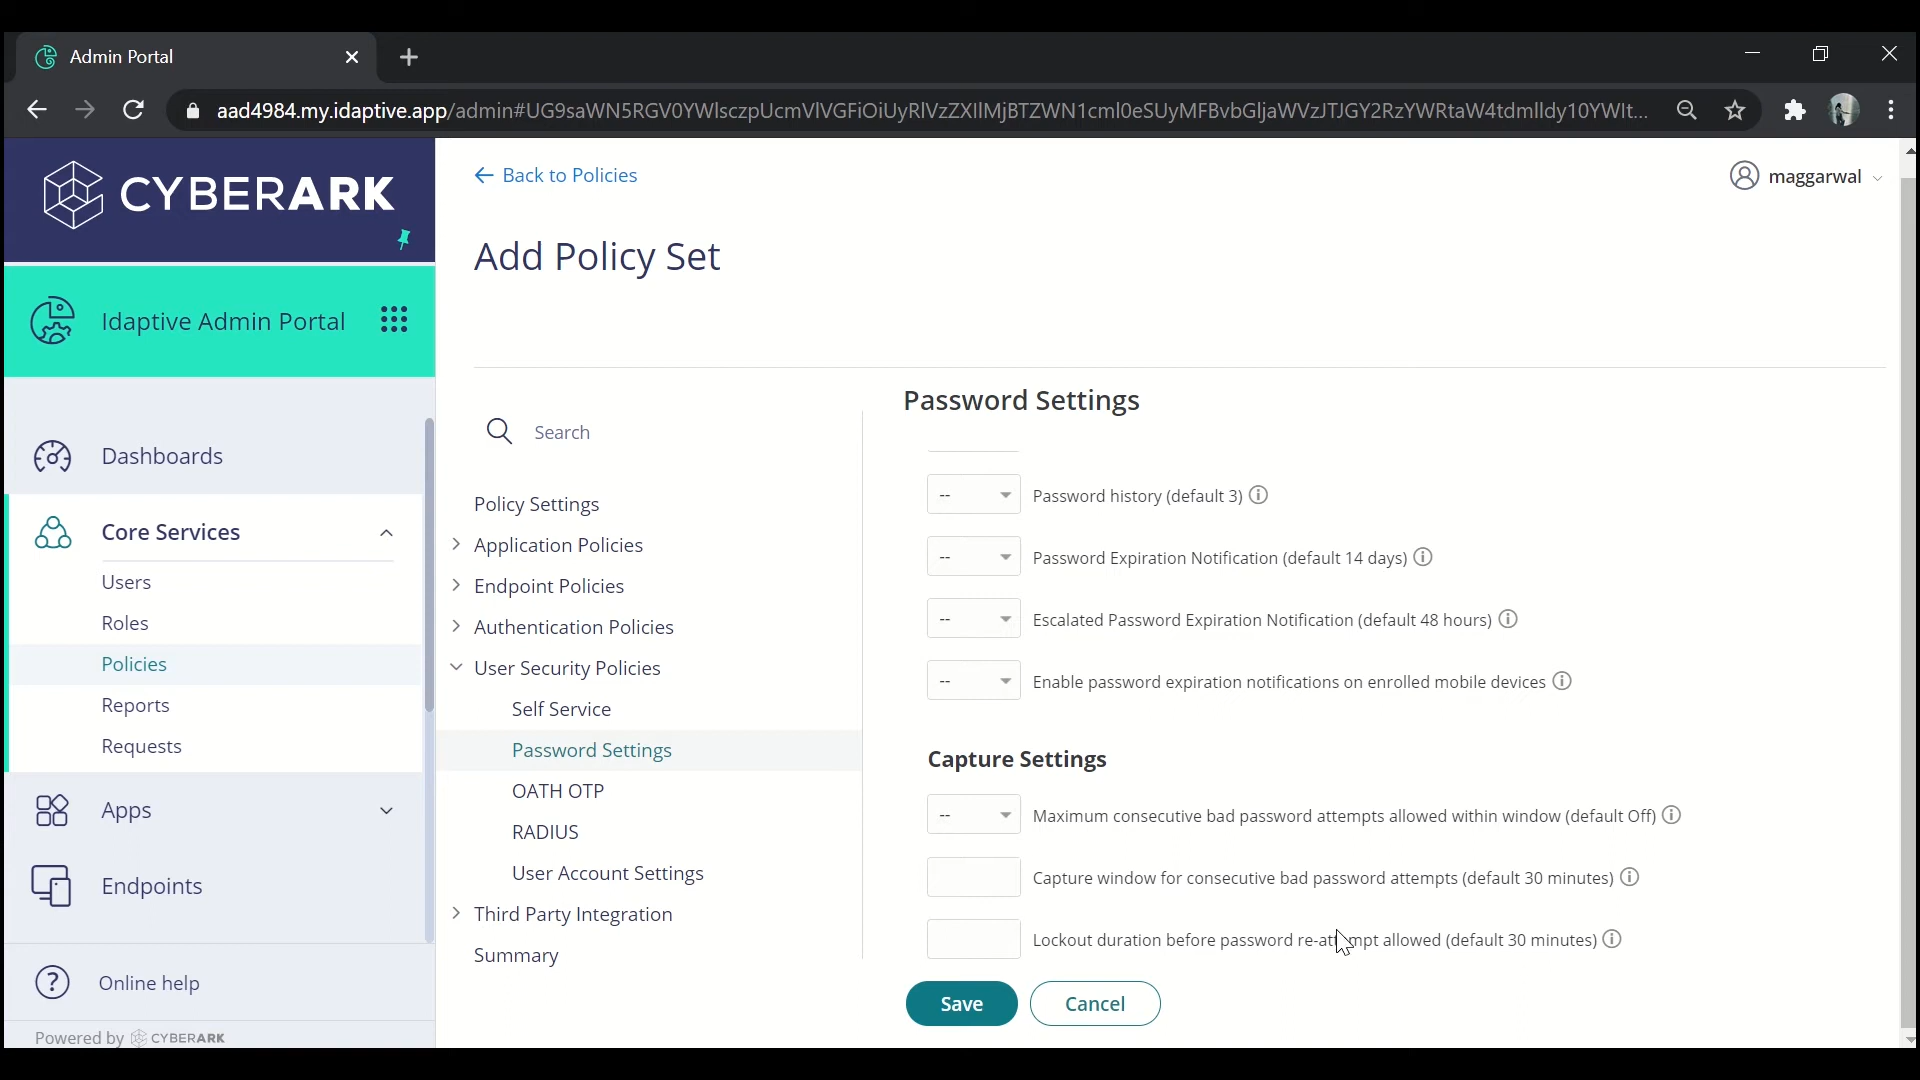 Admin Portal
aad4984.my.idaptive.app/admin#UG9saWN5RGV0YWlsczpUcmVlVGFiOiUyRlVzZXIlMjBTZWN1cml0eSUyMFBvbGljaWVzJTJGY2RzYWRtaW4tdmlldy10YWIt...
CYBERARK
Back to Policies
maggarwal
Add Policy Set
Idaptive Admin Portal
Dashboards
Core Services
Users
Roles
Policies
Reports
Requests
Apps
Endpoints
Online help
Powered by CYBERARK
Search
Policy Settings
Application Policies
Endpoint Policies
Authentication Policies
User Security Policies
Self Service
Password Settings
OATH OTP
RADIUS
User Account Settings
Third Party Integration
Summary
Password Settings
-- Password history (default 3)
-- Password Expiration Notification (default 14 days)
-- Escalated Password Expiration Notification (default 48 hours)
-- Enable password expiration notifications on enrolled mobile devices
Capture Settings
-- Maximum consecutive bad password attempts allowed within window (default Off)
Capture window for consecutive bad password attempts (default 30 minutes)
Lockout duration before password re-attempt allowed (default 30 minutes)
Save Cancel